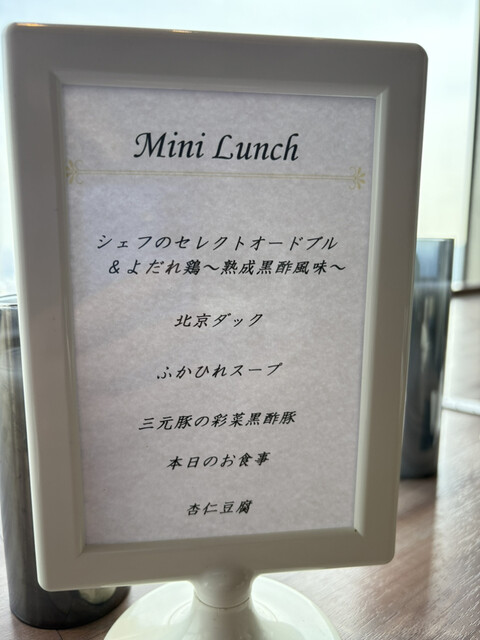 Mini Lunch
シェフのセレクトオードブル
＆よだれ鶏～熟成黒酢風味～
北京ダック
ふかひれスープ
三元豚の彩菜黒酢豚
本日のお食事
杏仁豆腐